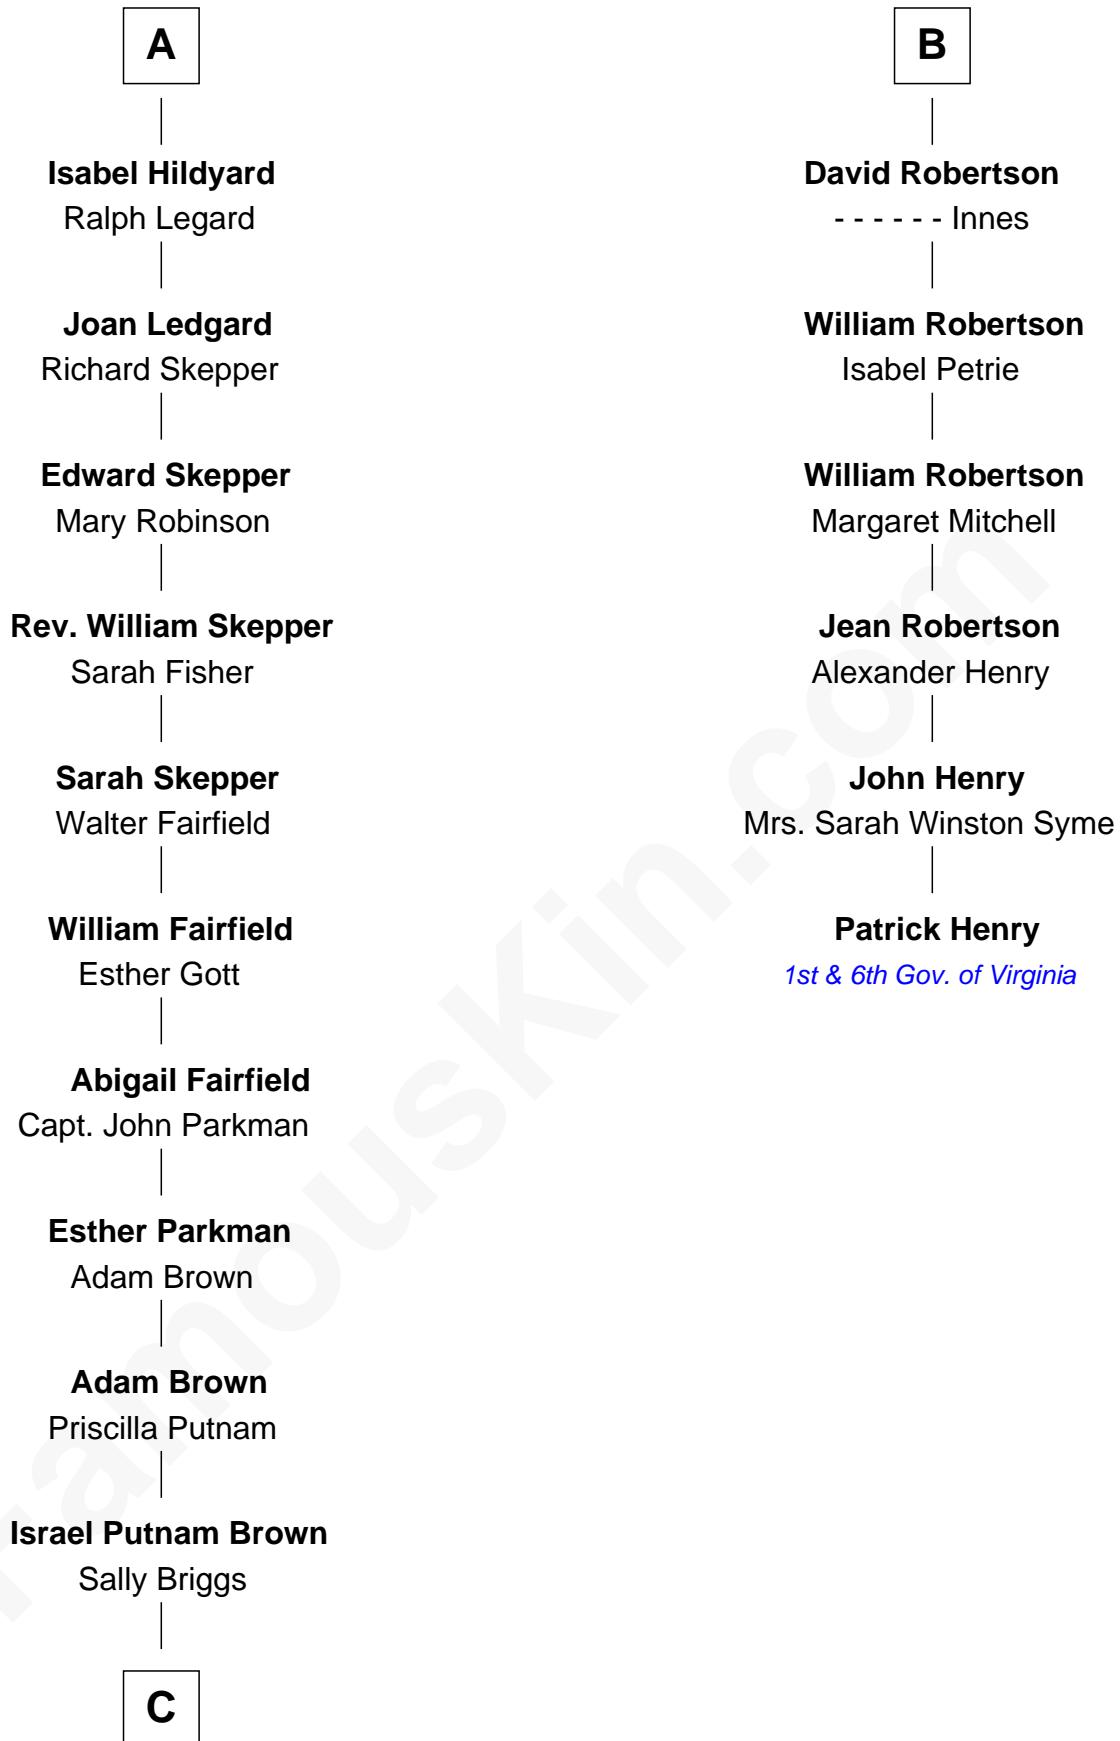 A
Isabel Hildyard
Ralph Legard
Joan Ledgard
Richard Skepper
Edward Skepper
Mary Robinson
Rev. William Skepper
Sarah Fisher
Sarah Skepper
Walter Fairfield
William Fairfield
Esther Gott
Abigail Fairfield
Capt. John Parkman
Esther Parkman
Adam Brown
Adam Brown
Priscilla Putnam
Israel Putnam Brown
Sally Briggs
C
B
David Robertson
- - - - - - Innes
William Robertson
Isabel Petrie
William Robertson
Margaret Mitchell
Jean Robertson
Alexander Henry
John Henry
Mrs. Sarah Winston Syme
Patrick Henry
1st & 6th Gov. of Virginia
FamousKin.com